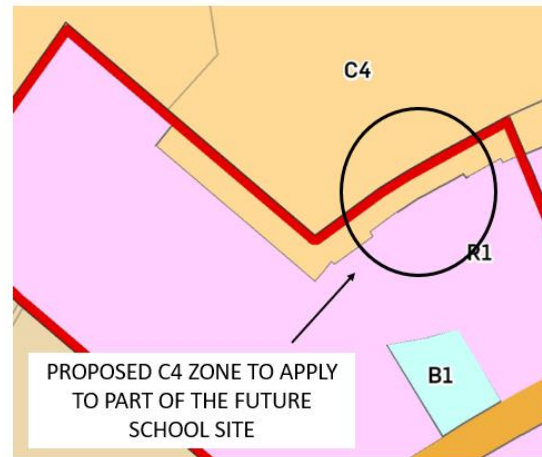 C4
R1
B1
PROPOSED C4 ZONE TO APPLY
TO PART OF THE FUTURE
SCHOOL SITE